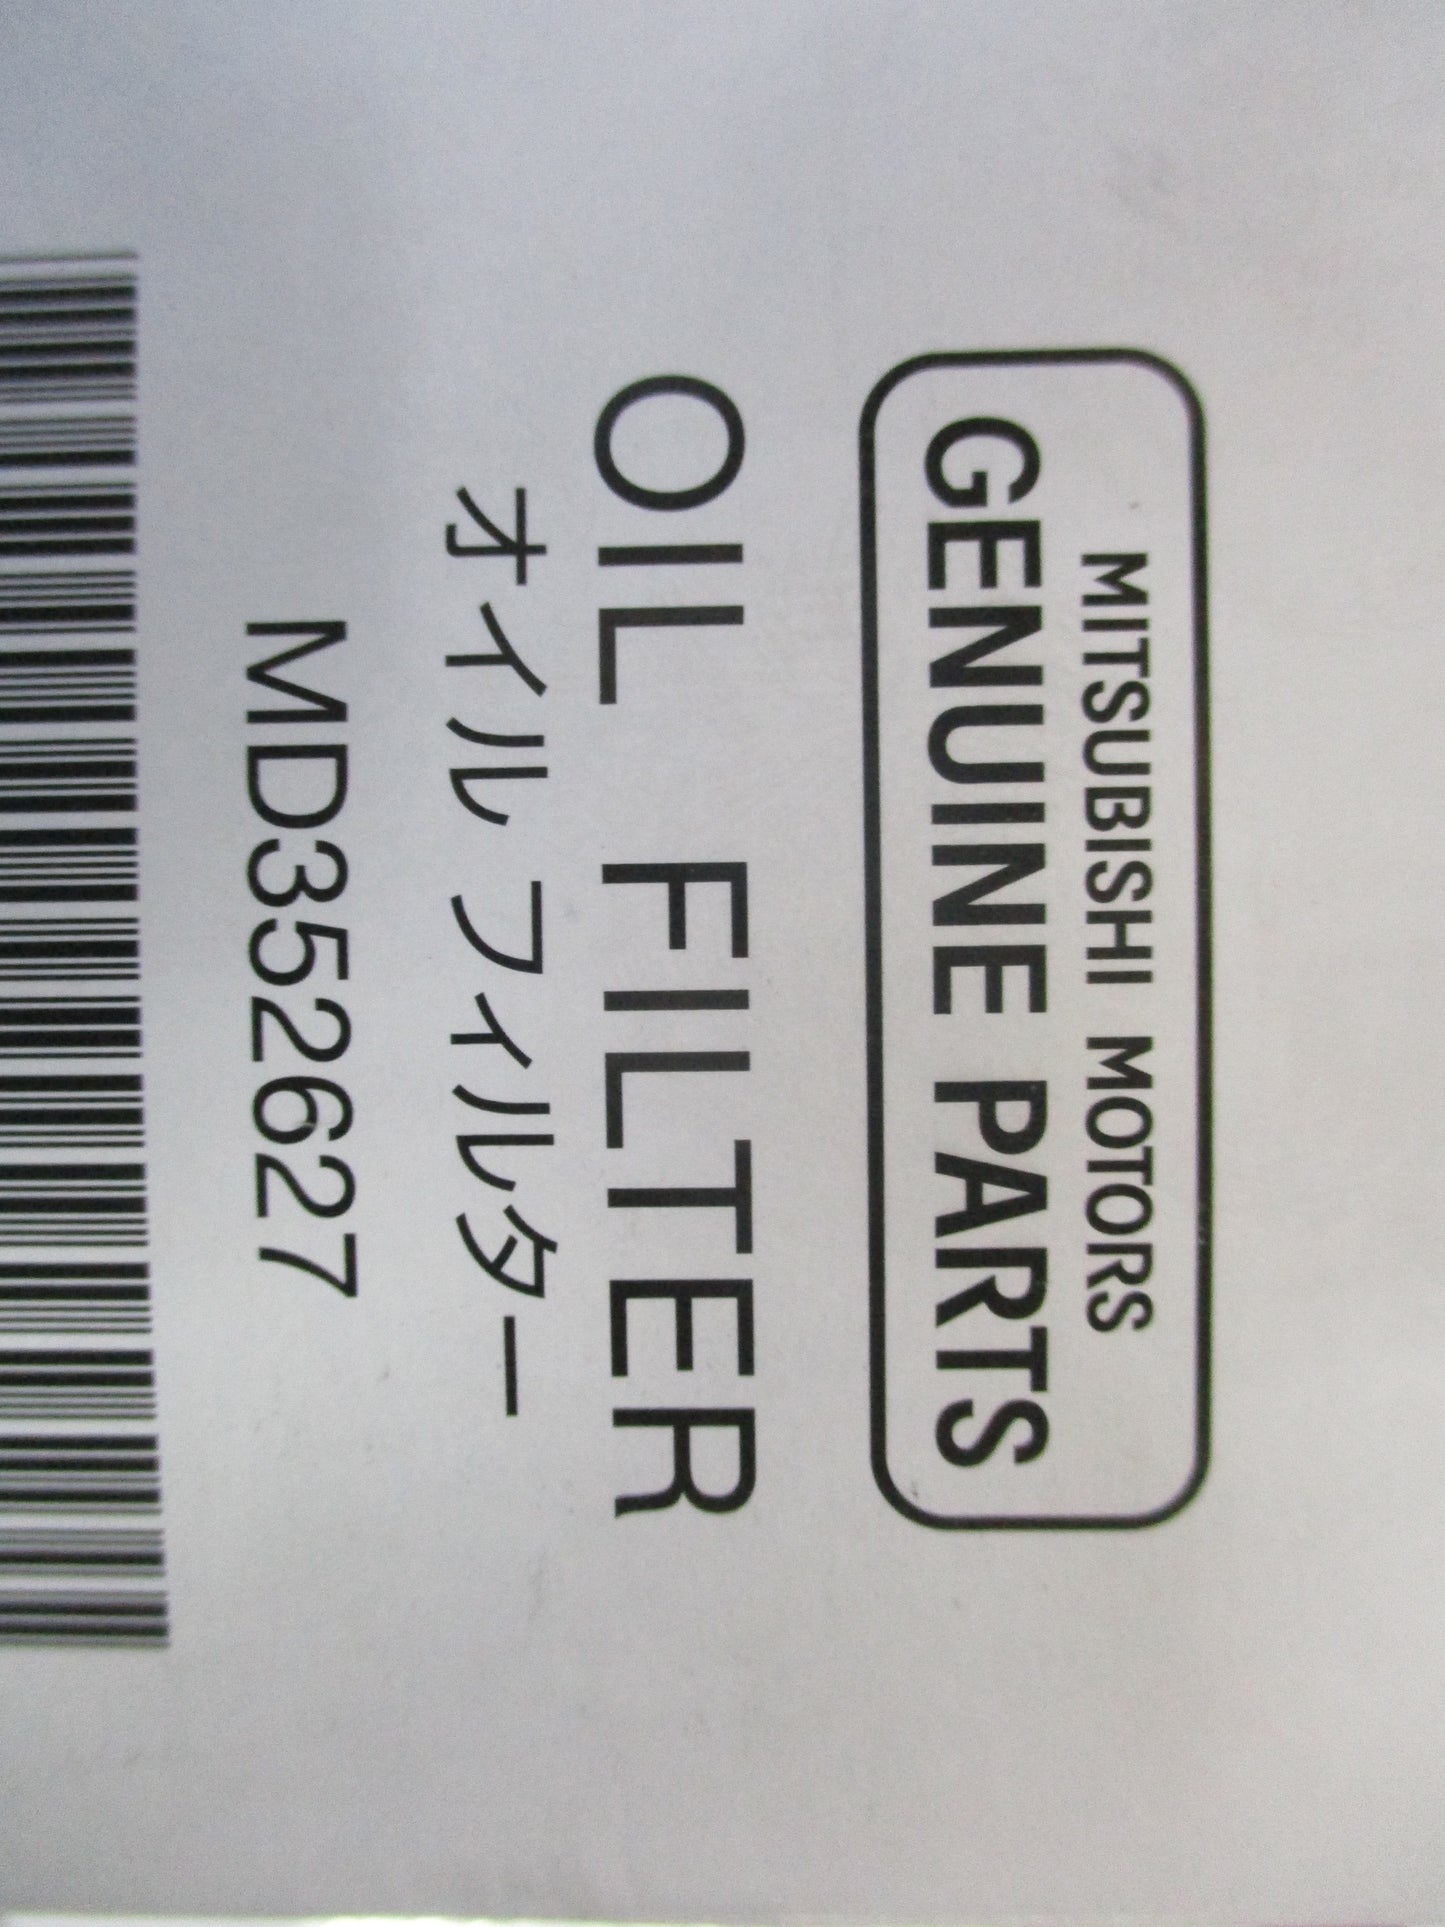 MITSUBISHI MOTORS
GENUINE PARTS
OIL FILTER
オイル フィルター
MD352627